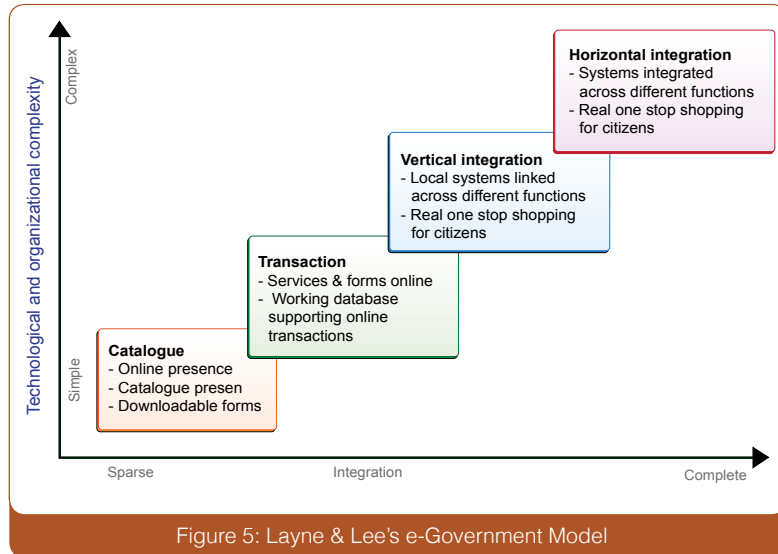 Technological and organizational complexity
Complex
Simple
Horizontal integration
- Systems integrated
across different functions
- Real one stop shopping
for citizens
Vertical integration
- Local systems linked
across different functions
- Real one stop shopping
for citizens
Transaction
- Services & forms online
- Working database
supporting online
transactions
Catalogue
- Online presence
- Catalogue presen
- Downloadable forms
Sparse
Integration
Complete
Figure 5: Layne & Lee's e-Government Model